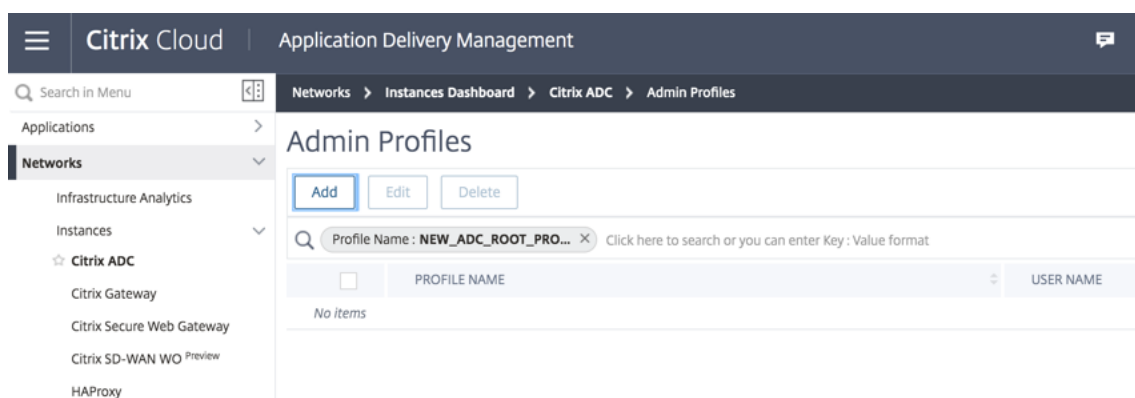 Citrix Cloud
Application Delivery Management
Search in Menu
Networks > Instances Dashboard > Citrix ADC > Admin Profiles
Applications
Networks
Infrastructure Analytics
Instances
Citrix ADC
Citrix Gateway
Citrix Secure Web Gateway
Citrix SD-WAN WO Preview
HAProxy
Admin Profiles
Add Edit Delete
Profile Name : NEW_ADC_ROOT_PRO... × Click here to search or you can enter Key : Value format
PROFILE NAME USER NAME
No items